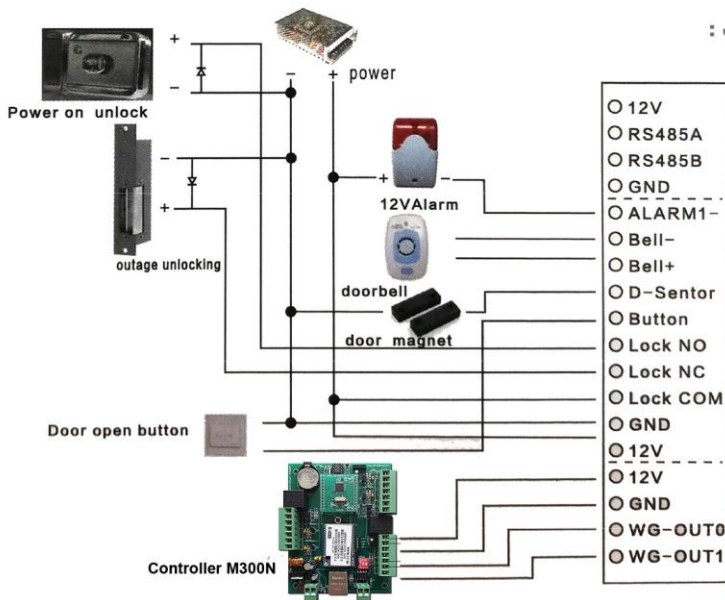 +
-
Power on unlock
- + power
-
+
outage unlocking
+ -
12VAlarm
doorbell
door magnet
Door open button
Controller M300N
12V
RS485A
RS485B
GND
ALARM1-
Bell-
Bell+
D-Sentor
Button
Lock NO
Lock NC
Lock COM
GND
12V
12V
GND
WG-OUT0
WG-OUT1